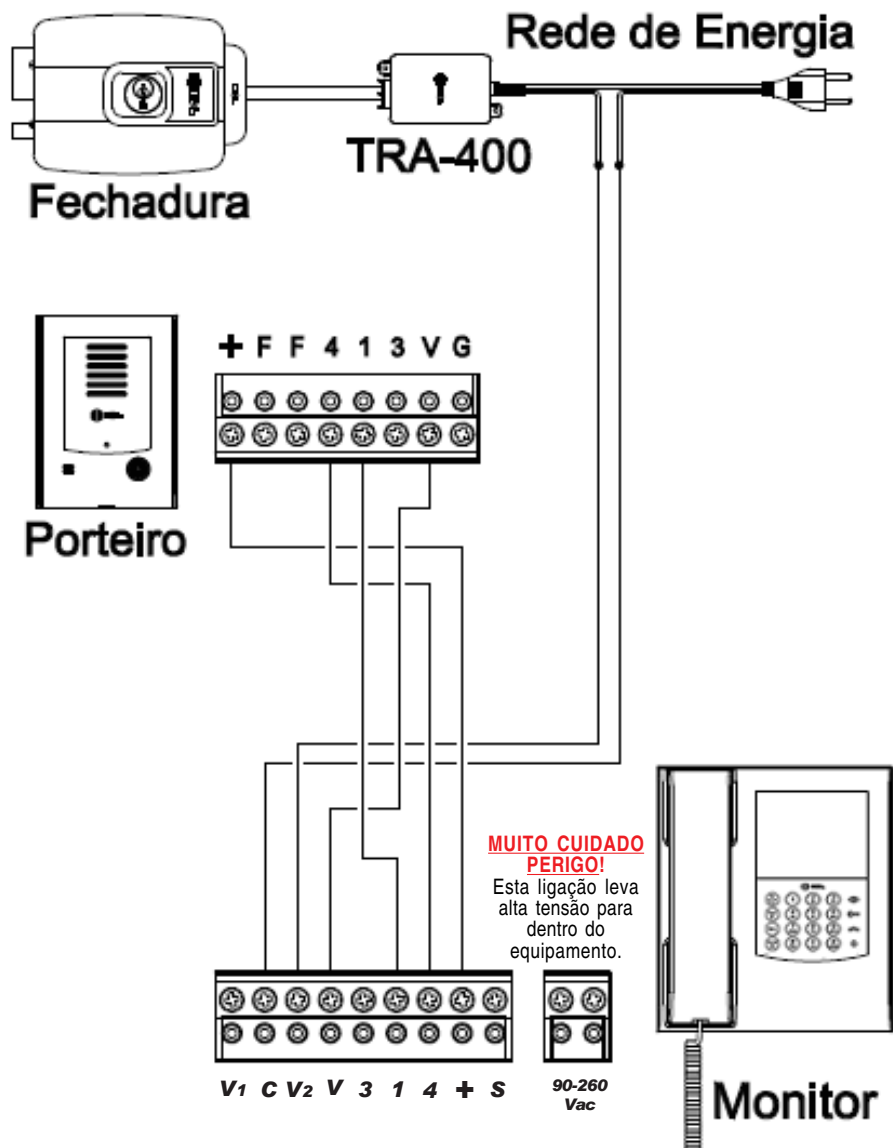 Rede de Energia
TRA-400
Fechadura
+ F F 4 1 3 V G
Porteiro
MUITO CUIDADO
PERIGO!
Esta ligação leva
alta tensão para
dentro do
equipamento.
V1 C V2 V 3 1 4 + S
90-260
Vac
Monitor